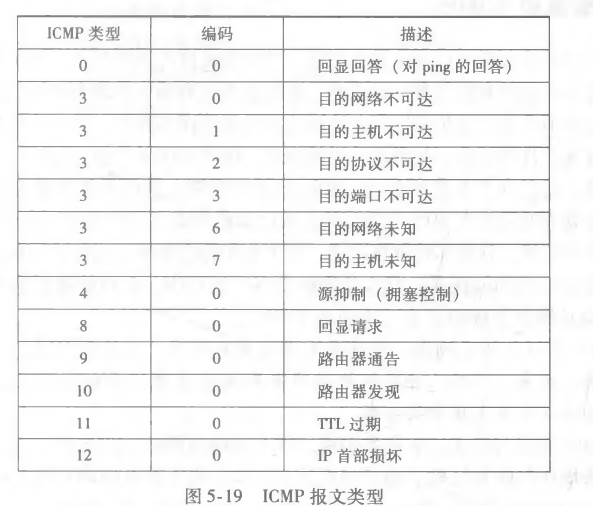 ICMP 类型 编码 描述
0 0 回显回答（对 ping 的回答）
3 0 目的网络不可达
3 1 目的主机不可达
3 2 目的协议不可达
3 3 目的端口不可达
3 6 目的网络未知
3 7 目的主机未知
4 0 源抑制（拥塞控制）
8 0 回显请求
9 0 路由器通告
10 0 路由器发现
11 0 TTL 过期
12 0 IP 首部损坏
图 5-19 ICMP 报文类型